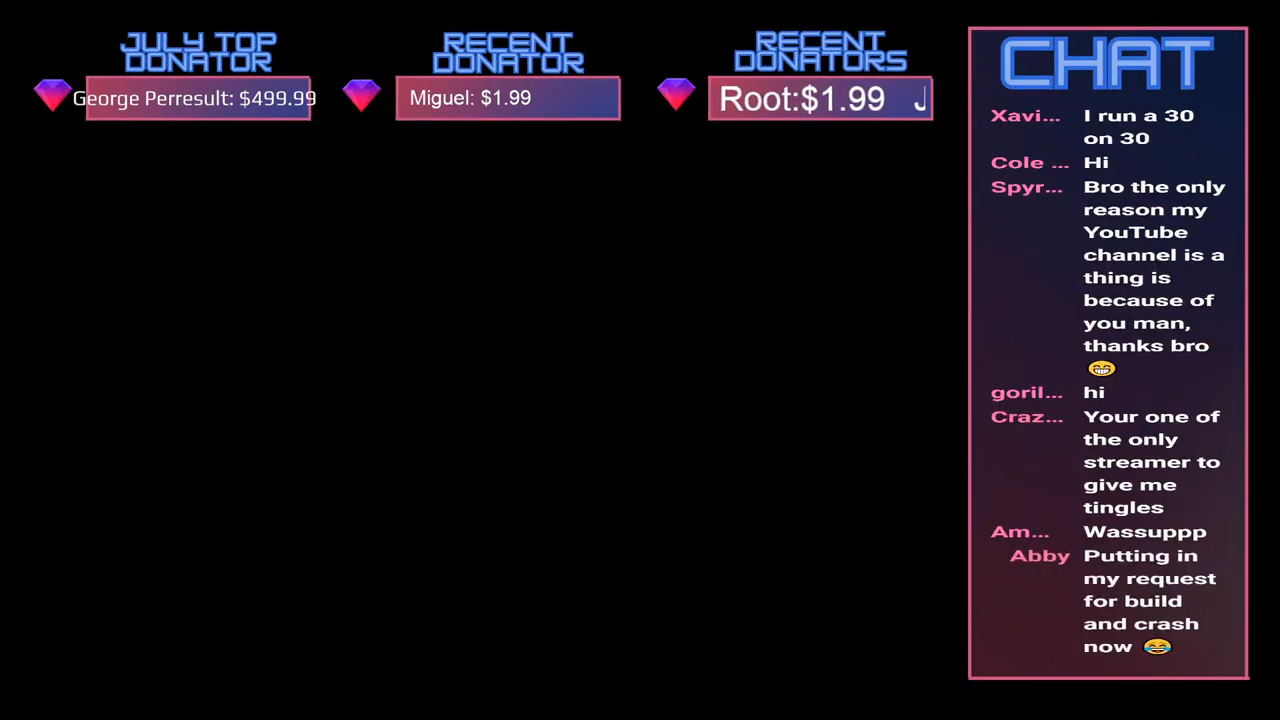 JULY TOP
DONATOR
George Perresult: $499.99
RECENT
DONATOR
Miguel: $1.99
RECENT
DONATORS
Root:$1.99 J
CHAT
Xavi... I run a 30
on 30
Cole ... Hi
Spyr... Bro the only
reason my
YouTube
channel is a
thing is
because of
you man,
thanks bro
😁
goril... hi
Craz... Your one of
the only
streamer to
give me
tingles
Am... Wassuppp
Abby Putting in
my request
for build
and crash
now 😂